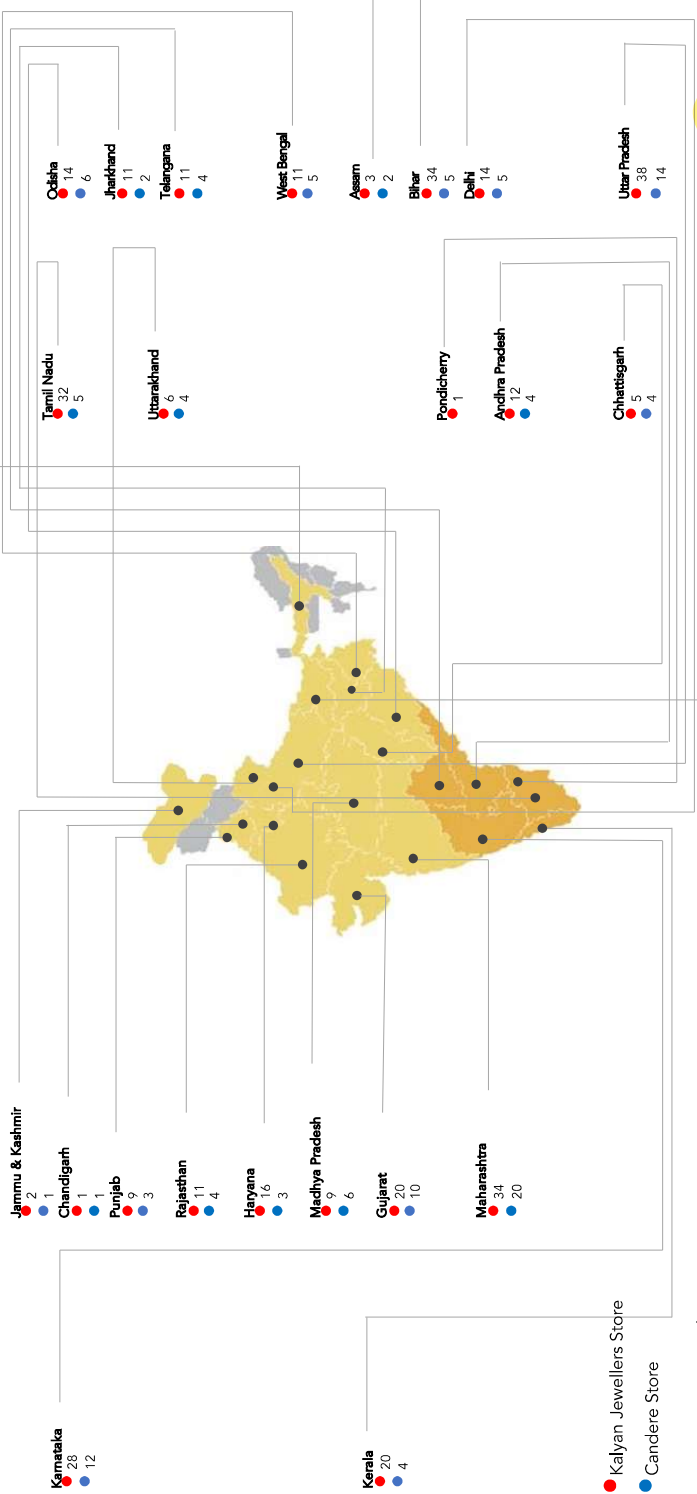 Karnataka
28
12
Kerala
20
4
Kalyan Jewellers Store
Candere Store
Jammu & Kashmir
2
1
Chandigarh
1
1
Punjab
9
3
Rajasthan
11
4
Haryana
16
3
Madhya Pradesh
9
6
Gujarat
20
10
Maharashtra
34
20
Tamil Nadu
32
5
Uttarakhand
6
4
Pondicherry
1
Andhra Pradesh
12
4
Chhattisgarh
5
4
Odisha
14
6
Jharkhand
11
2
Telangana
11
4
West Bengal
11
5
Assam
3
2
Bihar
34
5
Delhi
14
5
Uttar Pradesh
38
14